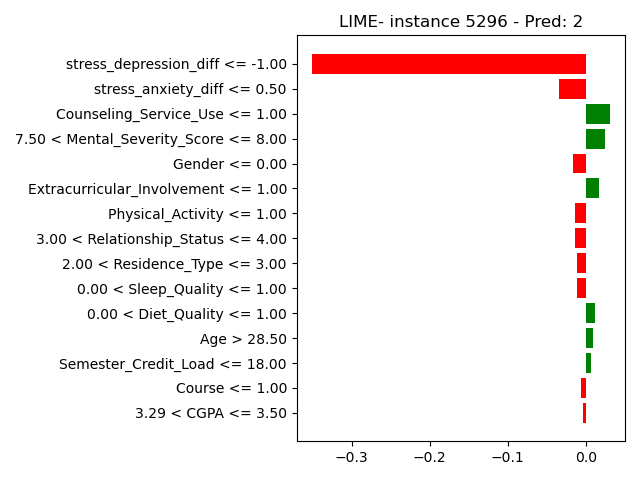 LIME- instance 5296 - Pred: 2
stress_depression_diff <= -1.00
stress_anxiety_diff <= 0.50
Counseling_Service_Use <= 1.00
7.50 < Mental_Severity_Score <= 8.00
Gender <= 0.00
Extracurricular_Involvement <= 1.00
Physical_Activity <= 1.00
3.00 < Relationship_Status <= 4.00
2.00 < Residence_Type <= 3.00
0.00 < Sleep_Quality <= 1.00
0.00 < Diet_Quality <= 1.00
Age > 28.50
Semester_Credit_Load <= 18.00
Course <= 1.00
3.29 < CGPA <= 3.50
−0.3 −0.2 −0.1 0.0